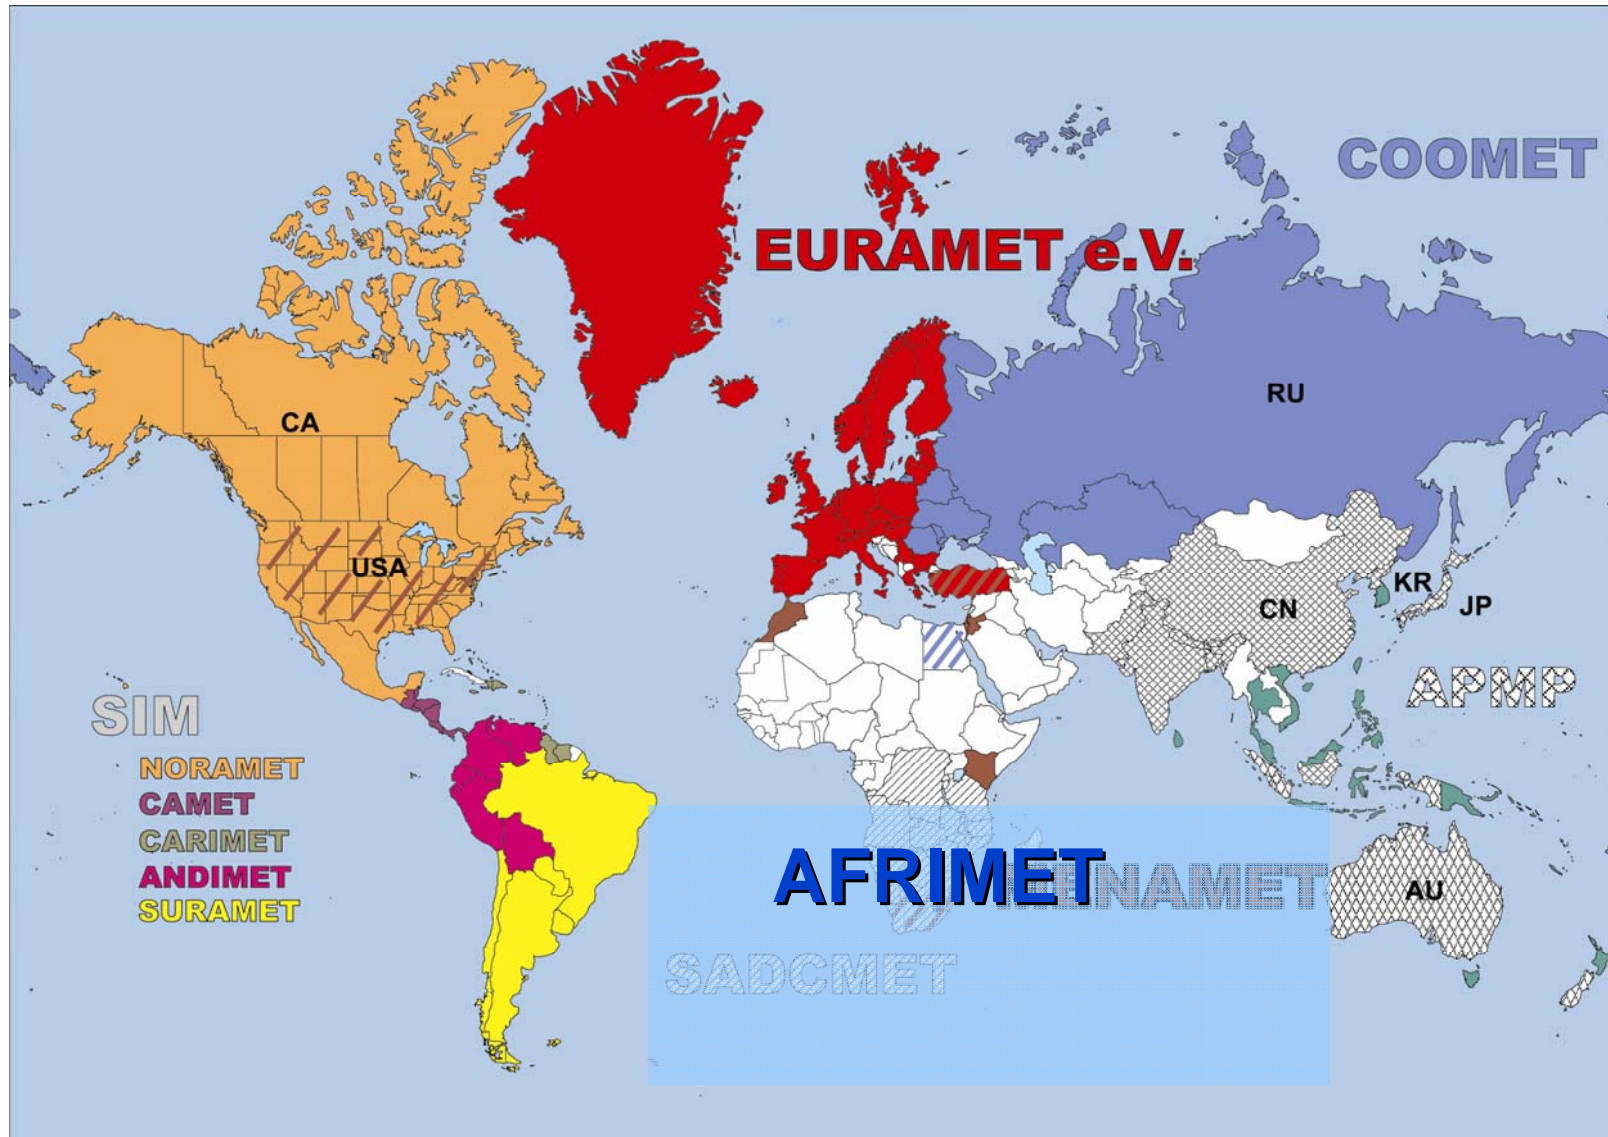 COOMET
EURAMET e.V.
RU
CA
USA
KR
CN
JP
APMP
SIM
NORAMET
CAMET
CARIMET
ANDIMET
SURAMET
AFRIMET
AU
SADCMET